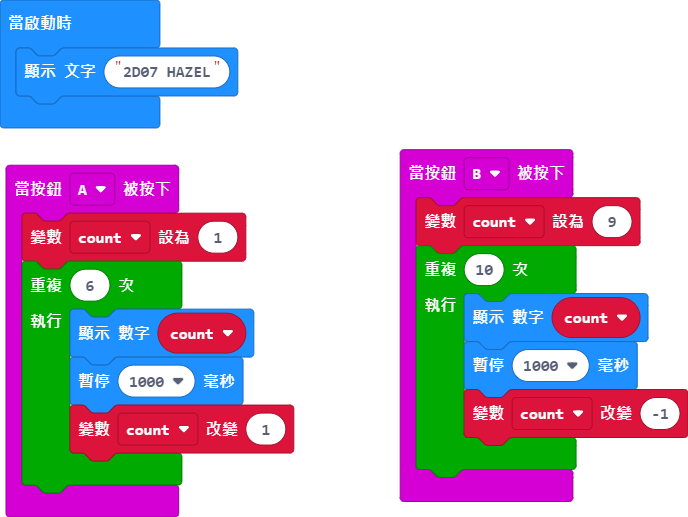 當啟動時
顯示 文字 "2D07 HAZEL"
當按鈕 A 被按下
變數 count 設為 1
重複 6 次
執行
顯示 數字 count
暫停 1000 毫秒
變數 count 改變 1
當按鈕 B 被按下
變數 count 設為 9
重複 10 次
執行
顯示 數字 count
暫停 1000 毫秒
變數 count 改變 -1